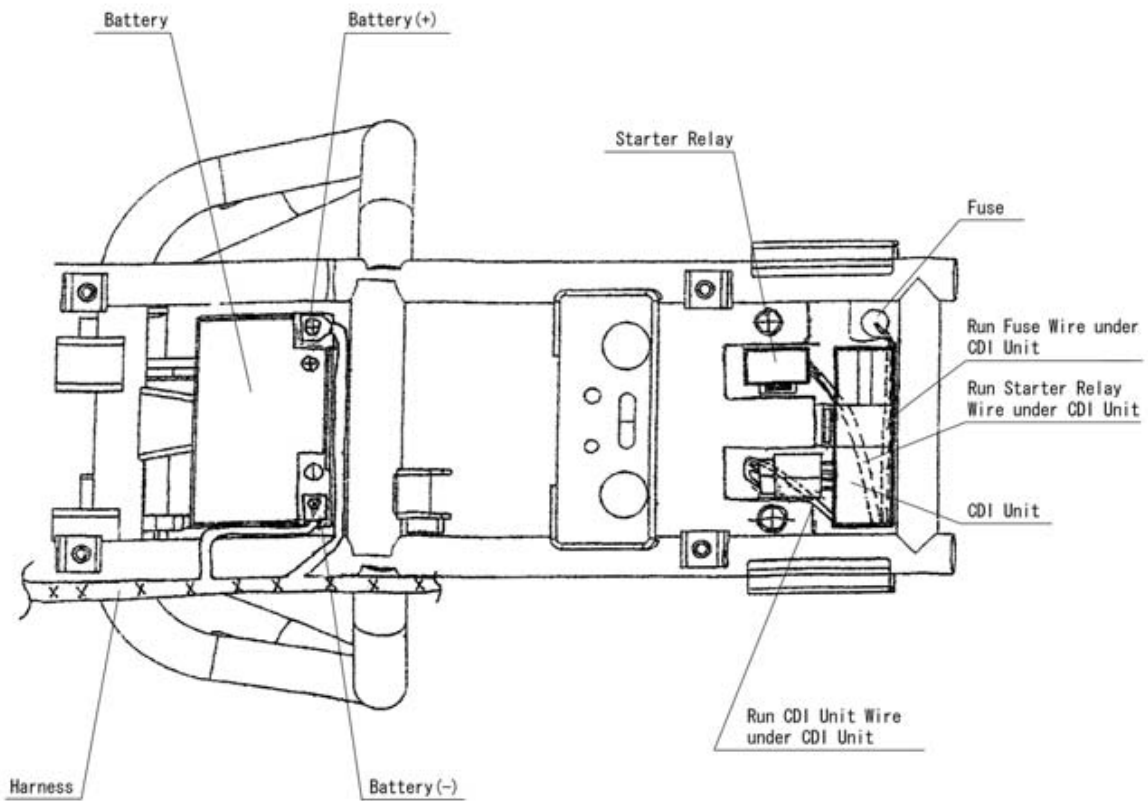 Battery
Battery(+)
Starter Relay
Fuse
Run Fuse Wire under
CDI Unit
Run Starter Relay
Wire under CDI Unit
CDI Unit
Run CDI Unit Wire
under CDI Unit
Harness
Battery(-)